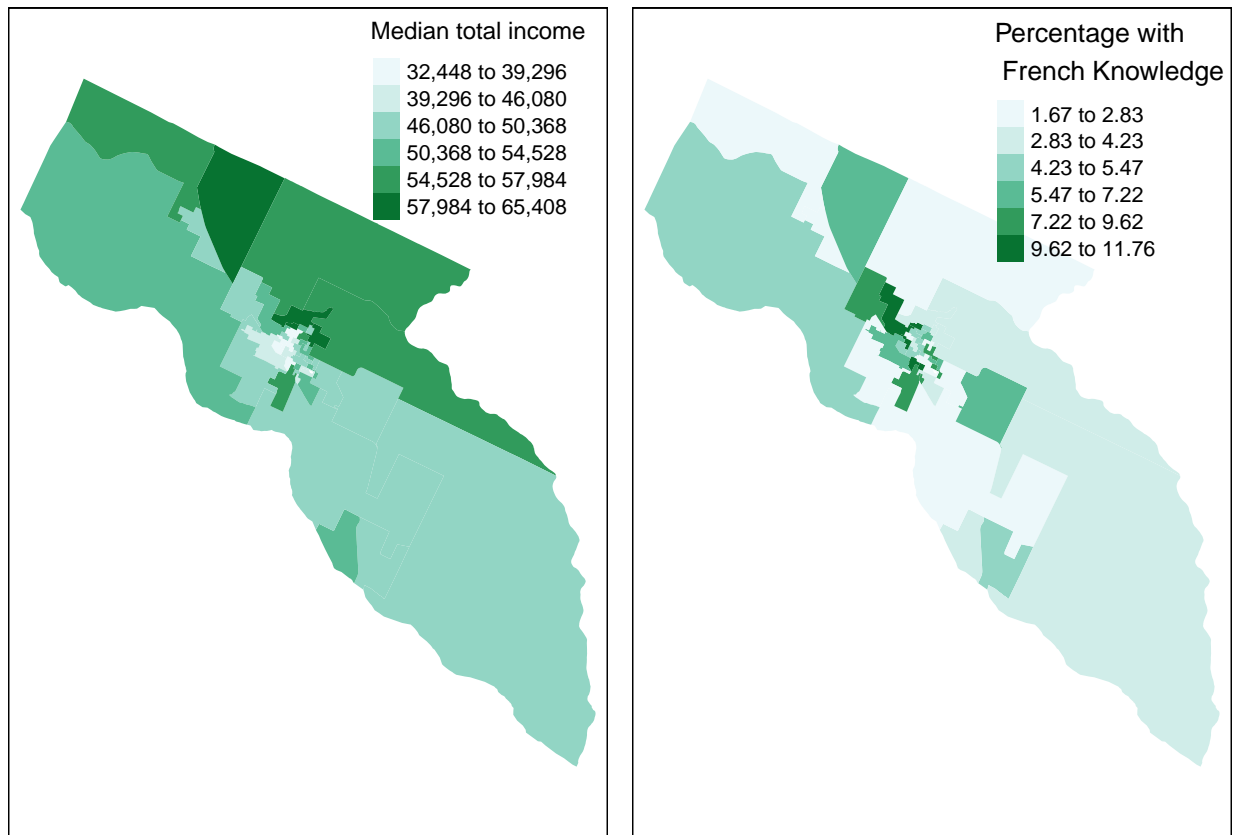 Median total income
32,448 to 39,296
39,296 to 46,080
46,080 to 50,368
50,368 to 54,528
54,528 to 57,984
57,984 to 65,408
Percentage with
French Knowledge
1.67 to 2.83
2.83 to 4.23
4.23 to 5.47
5.47 to 7.22
7.22 to 9.62
9.62 to 11.76